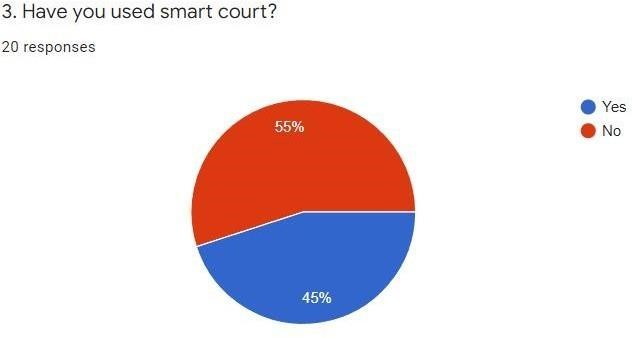 3. Have you used smart court?
20 responses
Yes
No
55%
45%